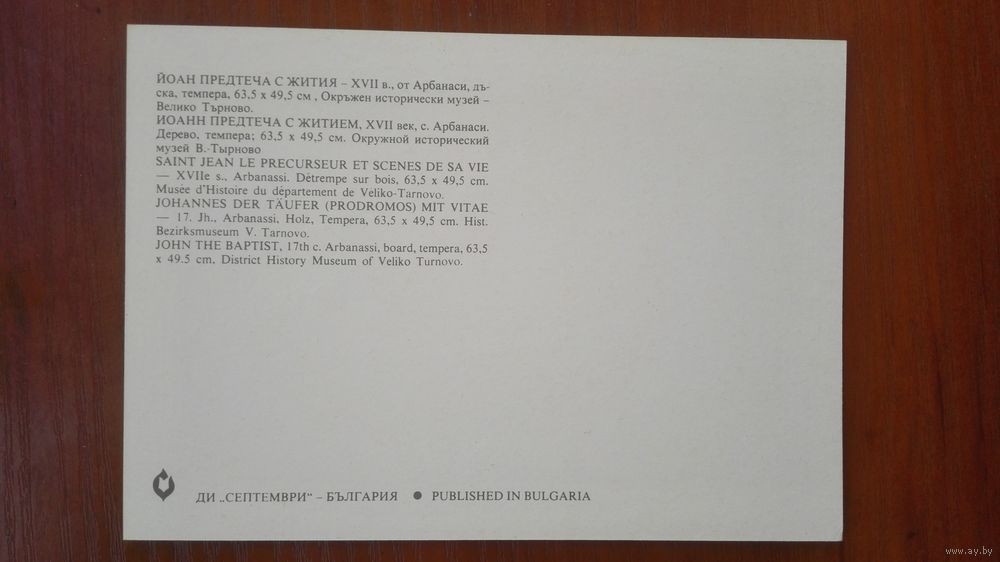 ЙОАН ПРЕДТЕЧА С ЖИТИЯ – XVII в., от Арбанаси, дъ-
ска, темпера, 63,5 х 49,5 см , Окръжен исторически музей –
Велико Търново.
ИОАНН ПРЕДТЕЧА С ЖИТИЕМ, XVII век, с. Арбанаси.
Дерево, темпера; 63,5 х 49,5 см. Окружной исторический
музей В.-Тырново
SAINT JEAN LE PRECURSEUR ET SCENES DE SA VIE
— XVIIe s., Arbanassi. Détrempe sur bois, 63,5 x 49,5 cm.
Musée d'Histoire du département de Veliko-Tarnovo.
JOHANNES DER TÄUFER (PRODROMOS) MIT VITAE
— 17. Jh., Arbanassi, Holz, Tempera, 63,5 x 49,5 cm. Hist.
Bezirksmuseum V. Tarnovo.
JOHN THE BAPTIST, 17th c. Arbanassi, board, tempera, 63,5
x 49.5 cm, District History Museum of Veliko Turnovo.
ДИ „СЕПТЕМВРИ" – БЪЛГАРИЯ ● PUBLISHED IN BULGARIA
www.ay.by